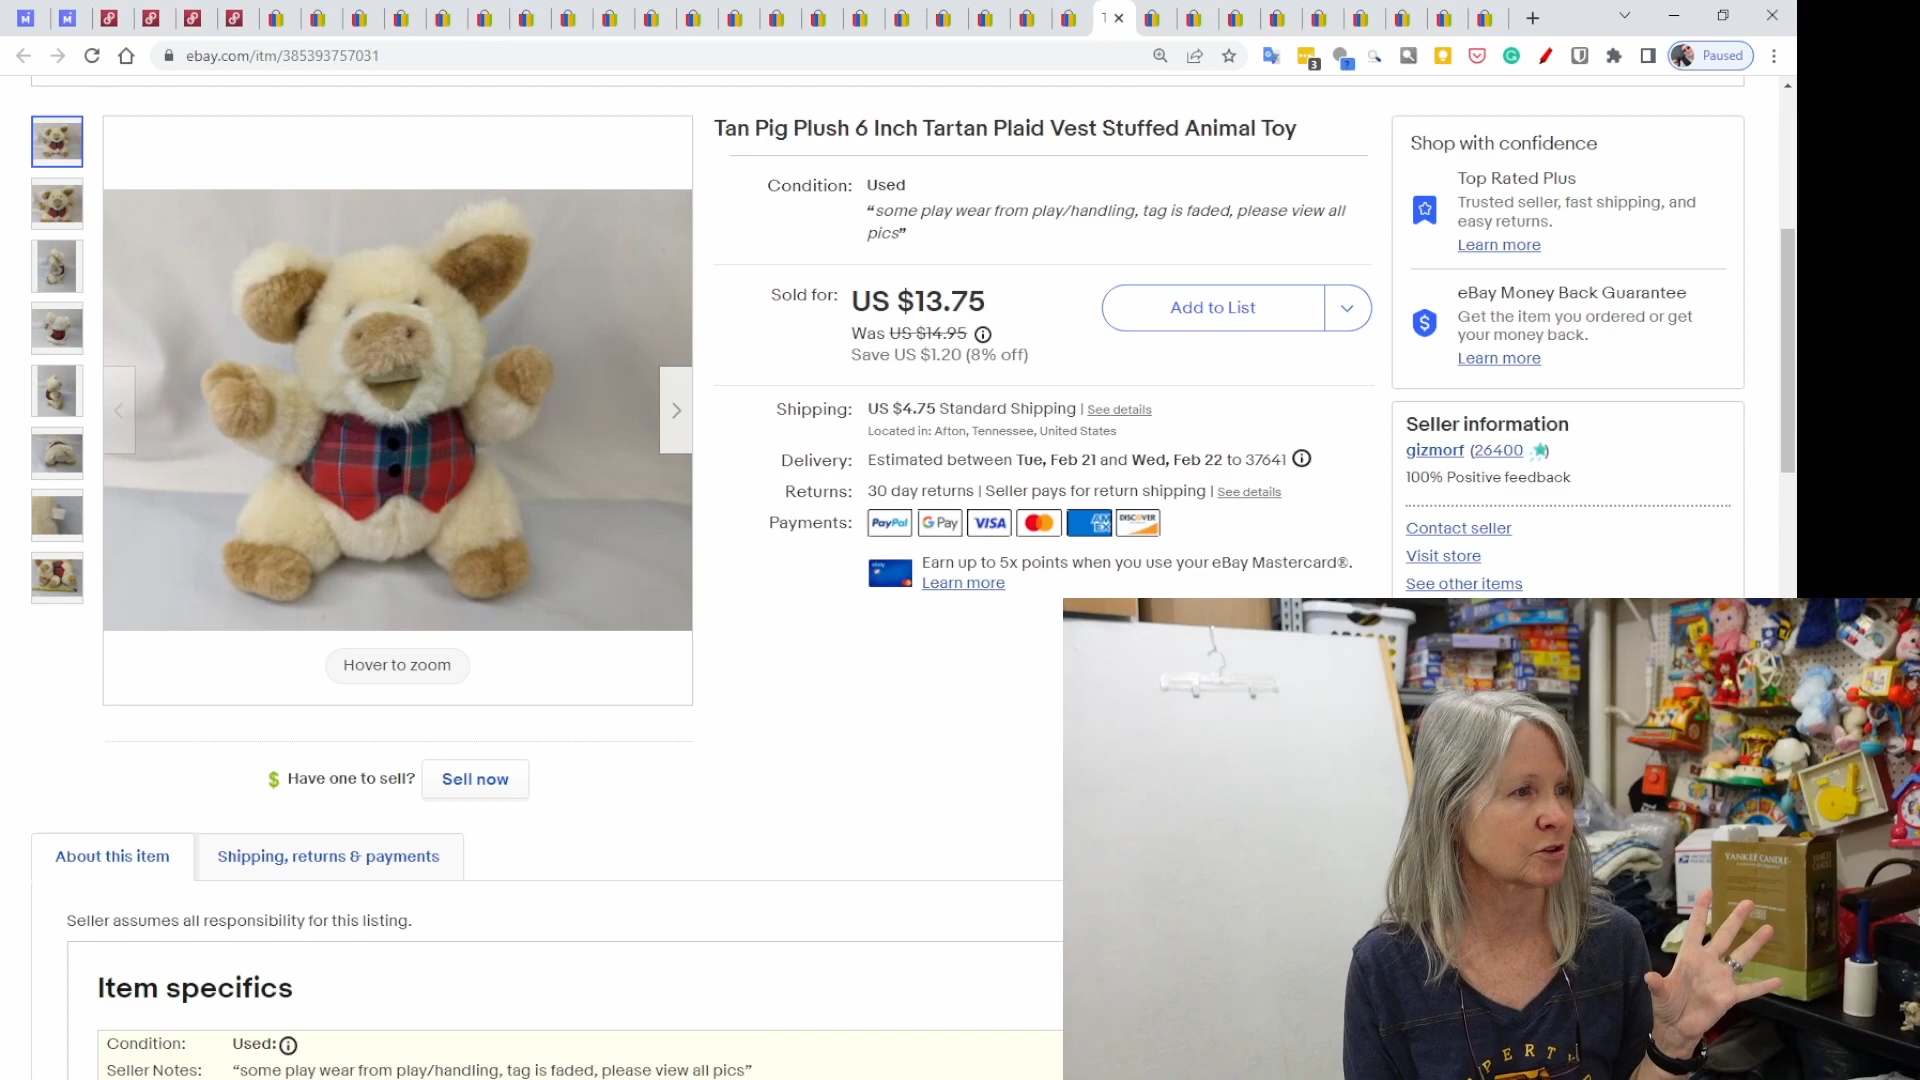 ebay.com/itm/385393757031
3
?
Paused
Tan Pig Plush 6 Inch Tartan Plaid Vest Stuffed Animal Toy
Condition: Used
“some play wear from play/handling, tag is faded, please view all
pics”
Sold for: US $13.75
Was US $14.95
Save US $1.20 (8% off)
Add to List
Shipping: US $4.75 Standard Shipping | See details
Located in: Afton, Tennessee, United States
Delivery: Estimated between Tue, Feb 21 and Wed, Feb 22 to 37641
Returns: 30 day returns | Seller pays for return shipping | See details
Payments: PayPal G Pay VISA AM EX DISCOVER
Earn up to 5x points when you use your eBay Mastercard®.
Learn more
Shop with confidence
Top Rated Plus
Trusted seller, fast shipping, and
easy returns.
Learn more
eBay Money Back Guarantee
Get the item you ordered or get
your money back.
Learn more
Seller information
gizmorf (26400)
100% Positive feedback
Contact seller
Visit store
See other items
Hover to zoom
Have one to sell? Sell now
About this item
Shipping, returns & payments
Seller assumes all responsibility for this listing.
Item specifics
Condition: Used:
Seller Notes: “some play wear from play/handling, tag is faded, please view all pics”
YANKEE CANDLE